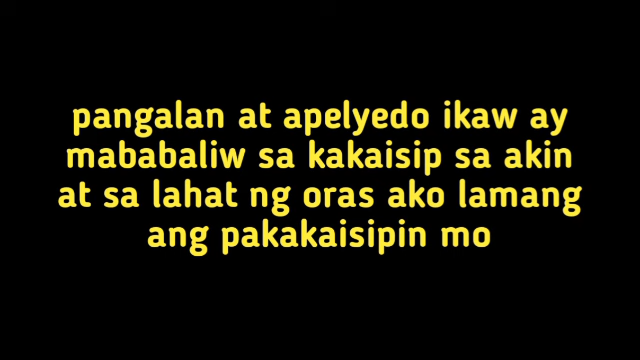 pangalan at apelyedo ikaw ay
mababaliw sa kakaisip sa akin
at sa lahat ng oras ako lamang
ang pakakaisipin mo